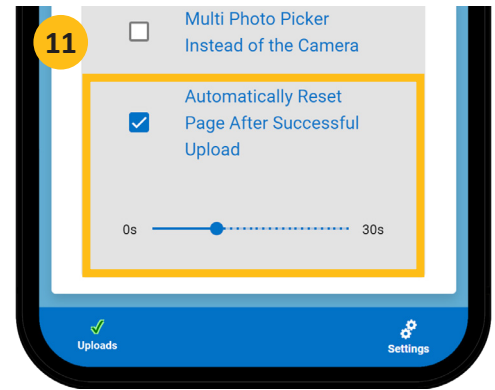 11
Multi Photo Picker
Instead of the Camera
Automatically Reset
Page After Successful
Upload
0s 30s
Uploads Settings